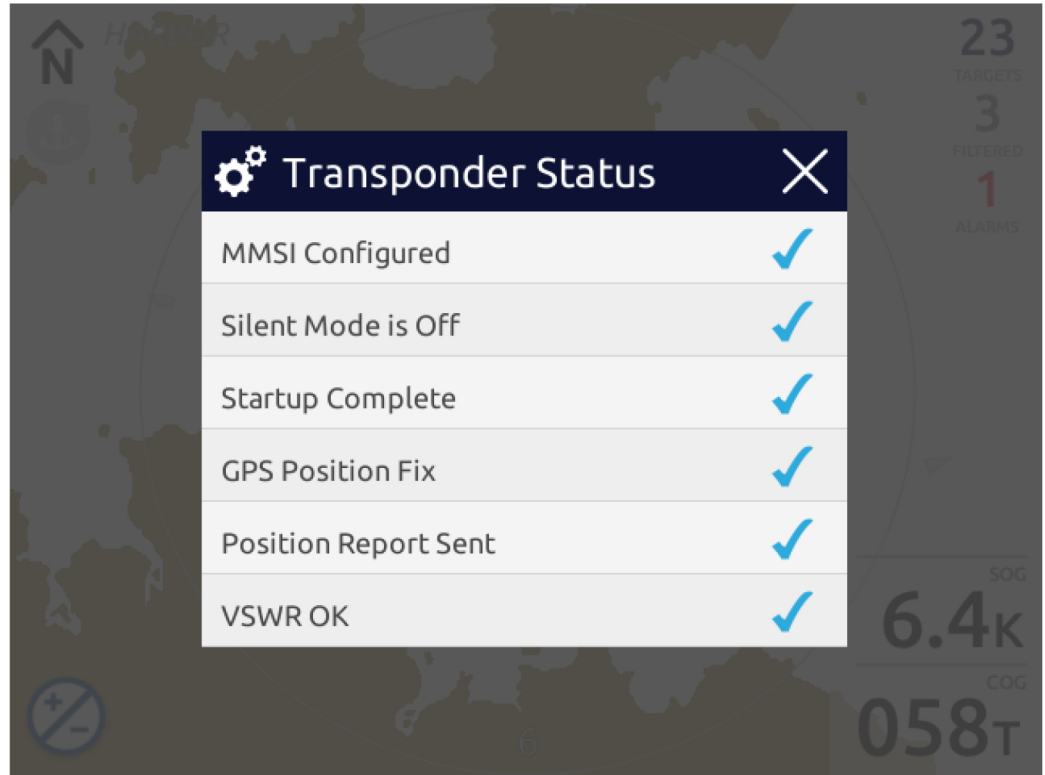 N
23
TARGETS
3
FILTERED
1
ALARMS
Transponder Status
MMSI Configured
Silent Mode is Off
Startup Complete
GPS Position Fix
Position Report Sent
VSWR OK
SOG
6.4K
COG
058T
6